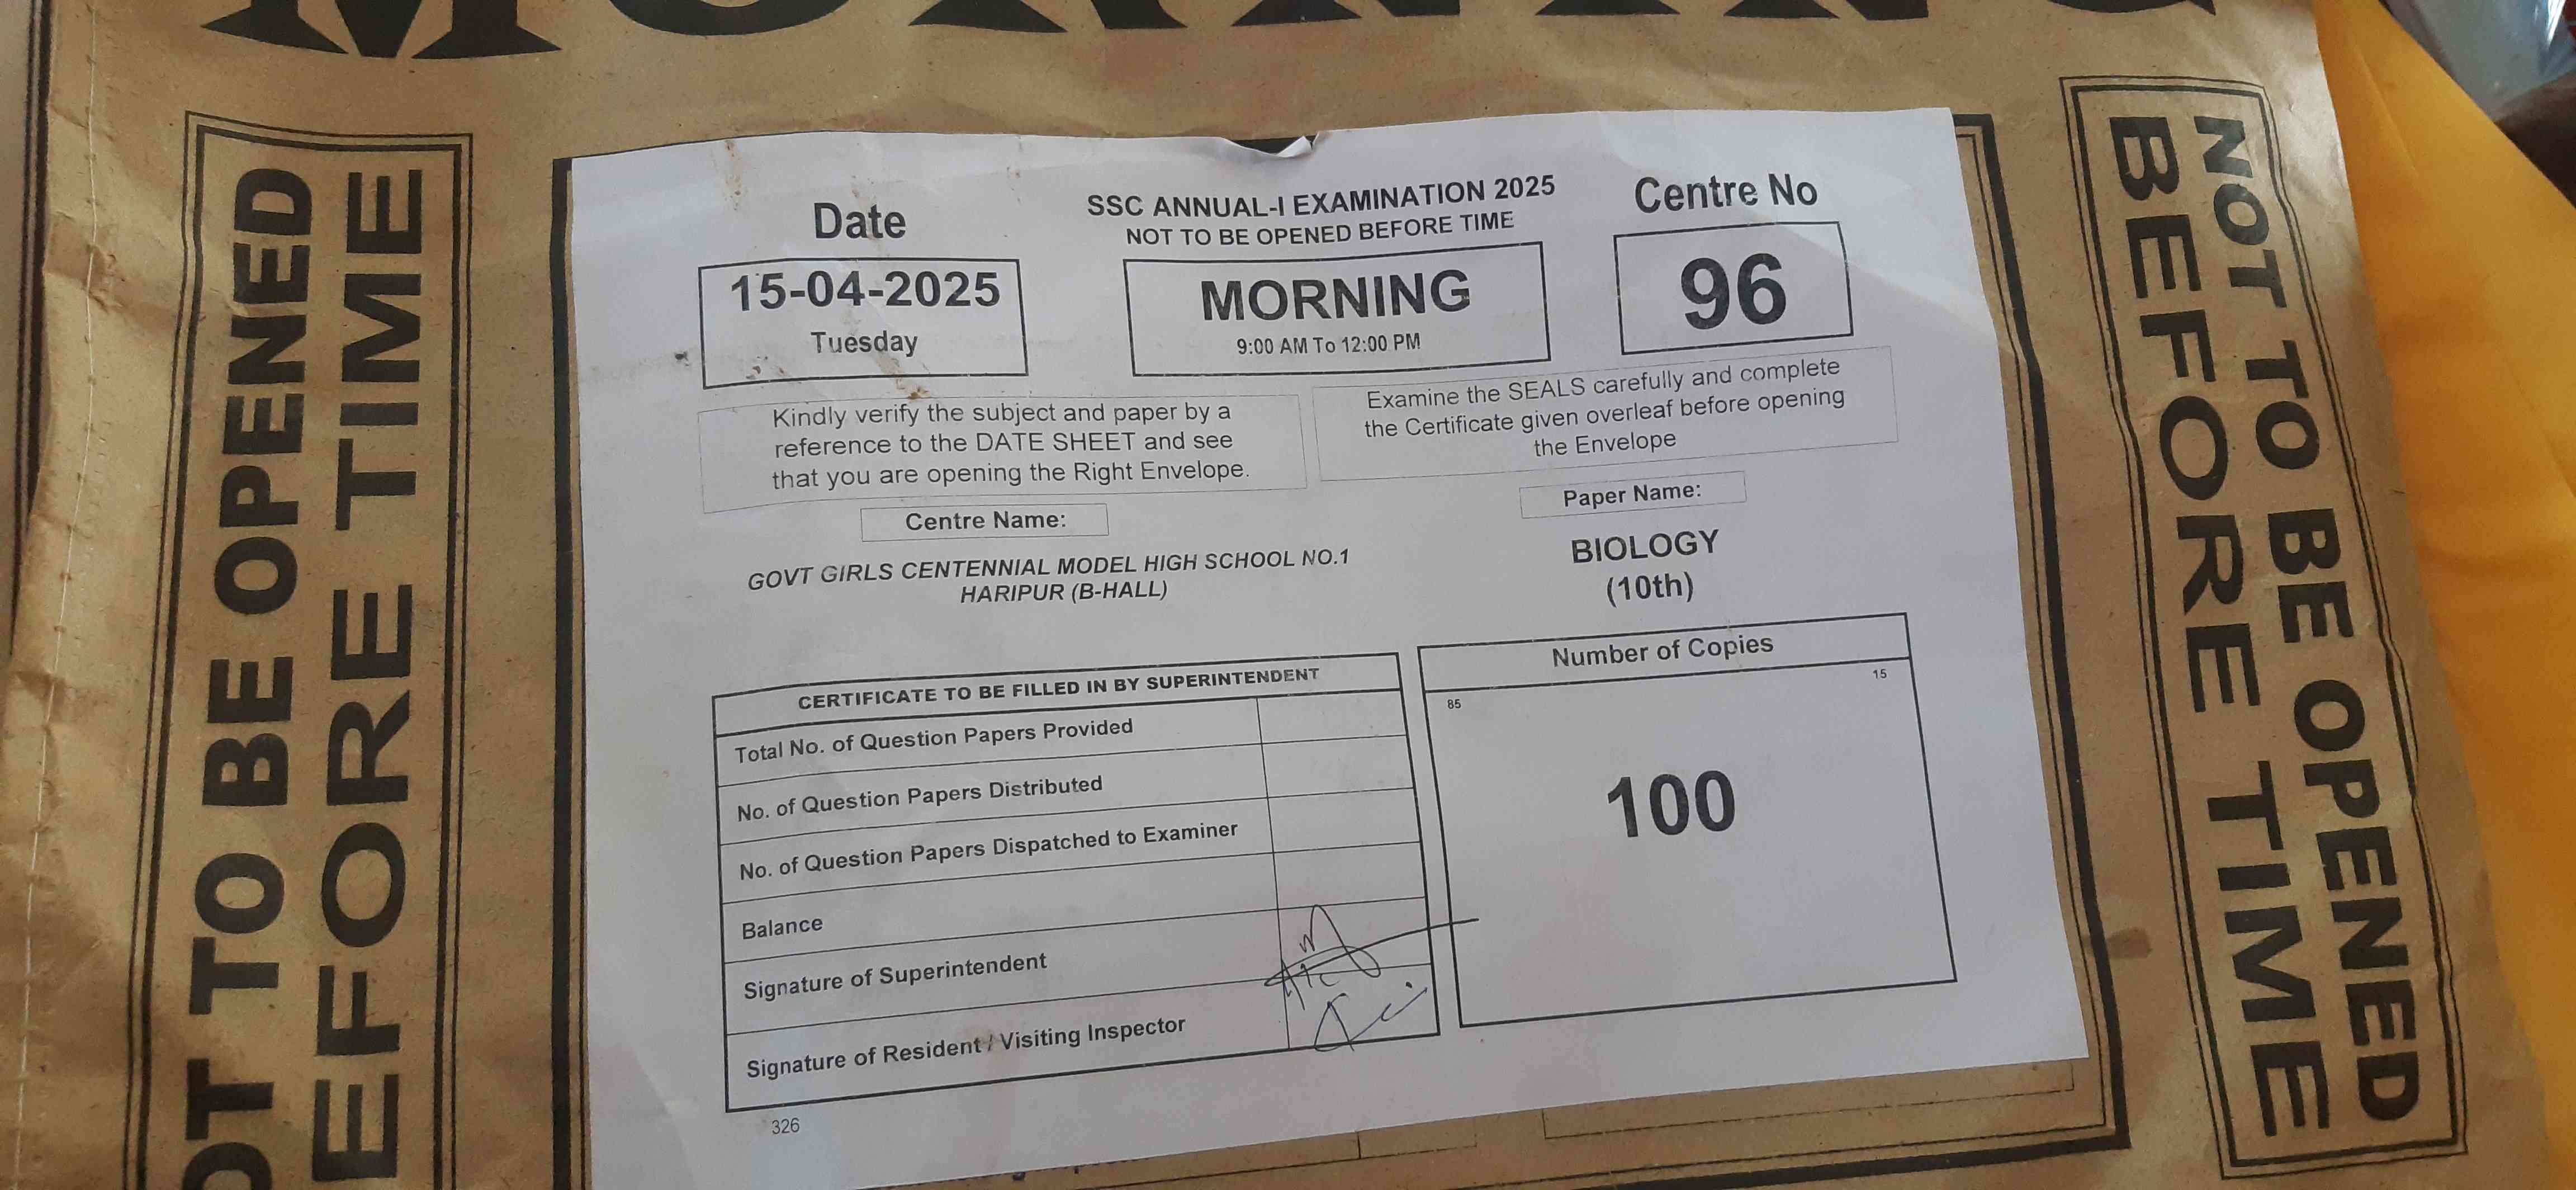 MORNING
NOT TO BE OPENED
BEFORE TIME
Date
15-04-2025
Tuesday
SSC ANNUAL-I EXAMINATION 2025
NOT TO BE OPENED BEFORE TIME
MORNING
9:00 AM To 12:00 PM
Centre No
96
Kindly verify the subject and paper by a
reference to the DATE SHEET and see
that you are opening the Right Envelope.
Examine the SEALS carefully and complete
the Certificate given overleaf before opening
the Envelope
Centre Name:
GOVT GIRLS CENTENNIAL MODEL HIGH SCHOOL NO.1
HARIPUR (B-HALL)
Paper Name:
BIOLOGY
(10th)
CERTIFICATE TO BE FILLED IN BY SUPERINTENDENT
Total No. of Question Papers Provided
No. of Question Papers Distributed
No. of Question Papers Dispatched to Examiner
Balance
Signature of Superintendent
Signature of Resident / Visiting Inspector
326
Number of Copies
85
15
100
NOT TO BE OPENED
BEFORE TIME